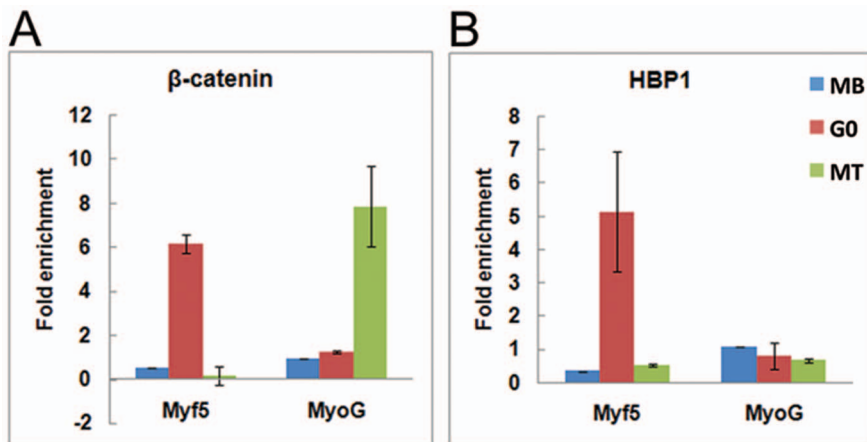 A
β-catenin
Fold enrichment
12
10
8
6
4
2
0
-2
Myf5
MyoG
B
HBP1
Fold enrichment
8
7
6
5
4
3
2
1
0
Myf5
MyoG
MB
G0
MT